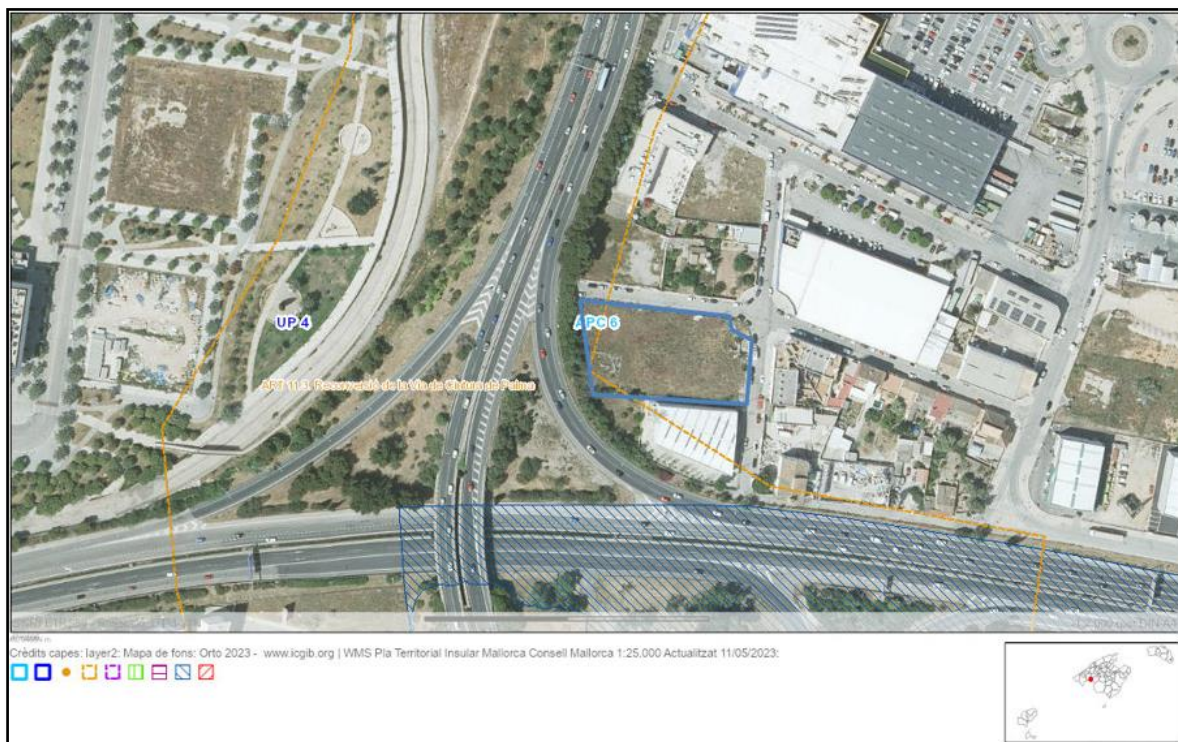 UP 4
APC 6
ART 11.3. Reconversió de la Via de Cintura de Palma
Crèdits capes: layer2: Mapa de fons: Orto 2023 - www.icgib.org | WMS Pla Territorial Insular Mallorca Consell Mallorca 1:25,000 Actualitzat 11/05/2023: